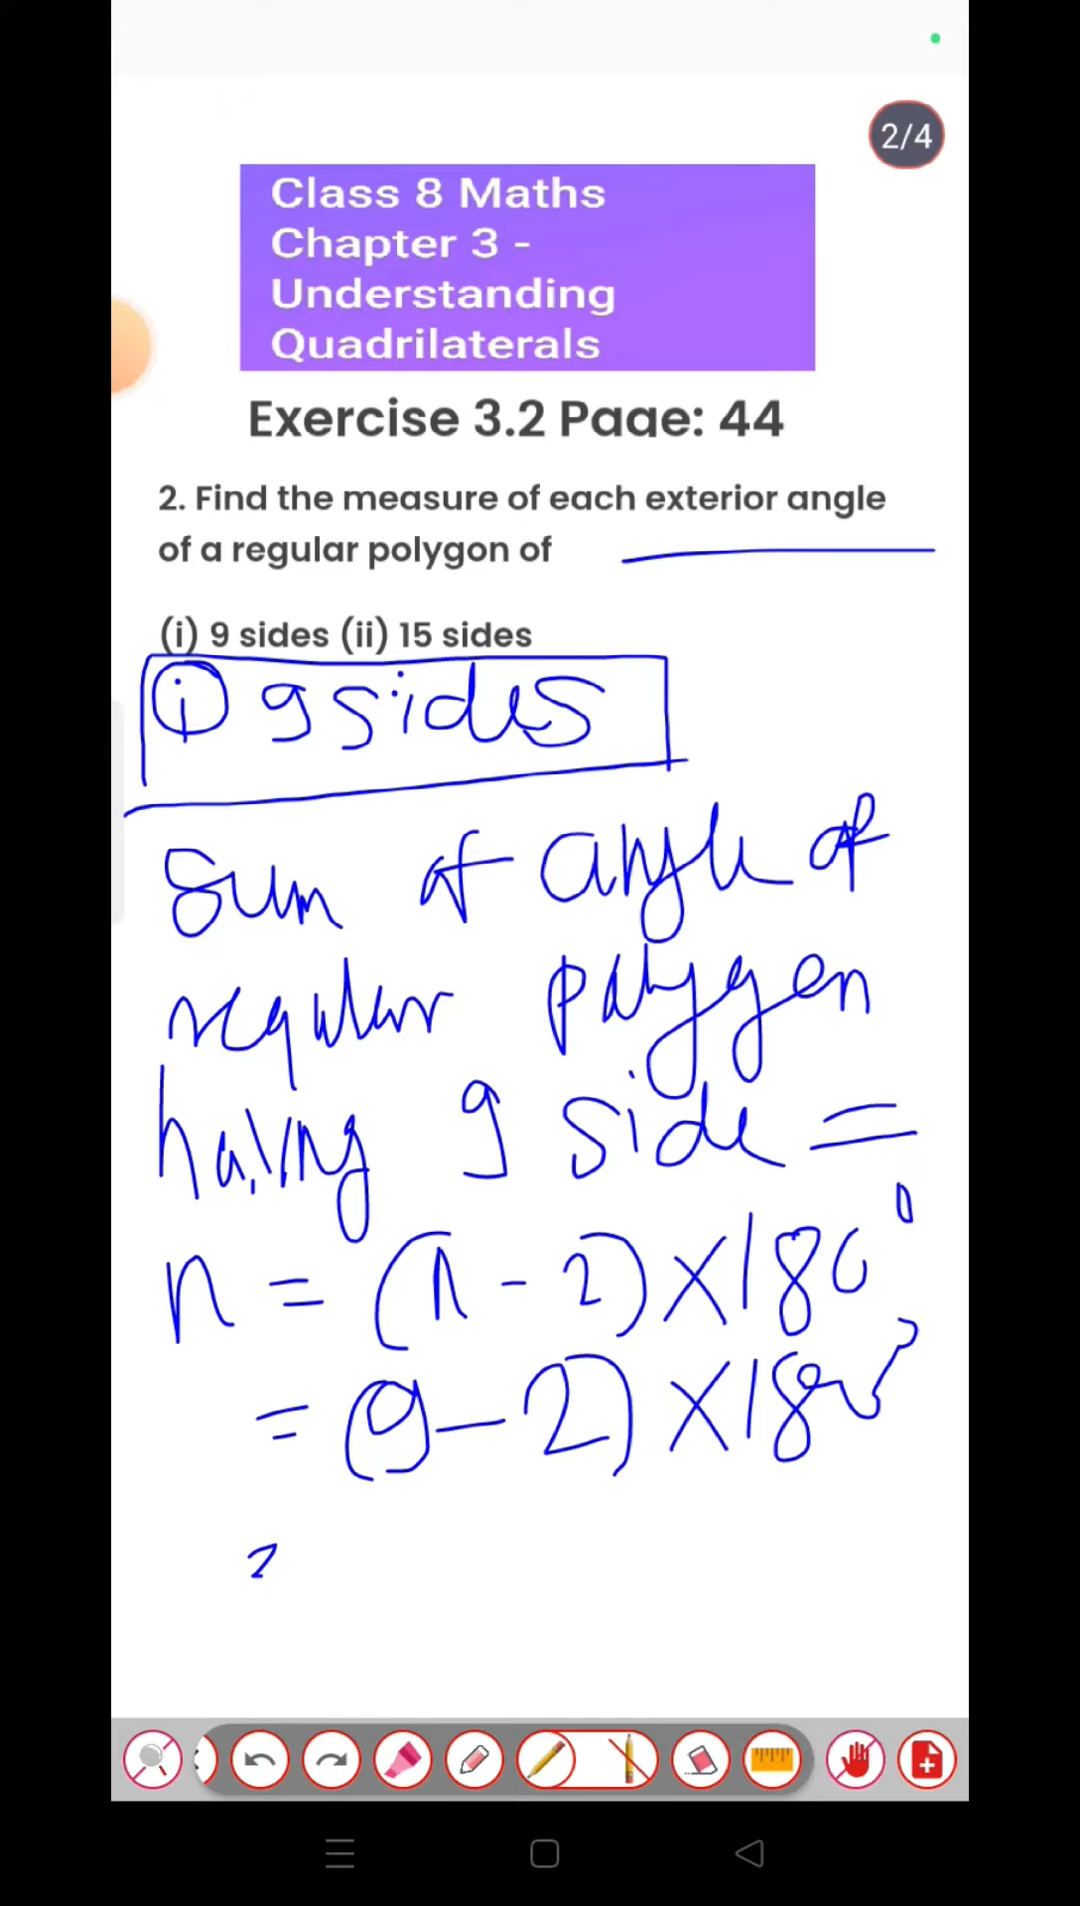 2/4
Class 8 Maths
Chapter 3 -
Understanding
Quadrilaterals
Exercise 3.2 Page: 44
2. Find the measure of each exterior angle
of a regular polygon of
(i) 9 sides (ii) 15 sides
(i) 9 sides
Sum of angle of
regular polygen
having 9 side =
n = (n - 2) × 180°
= (9 - 2) × 180°